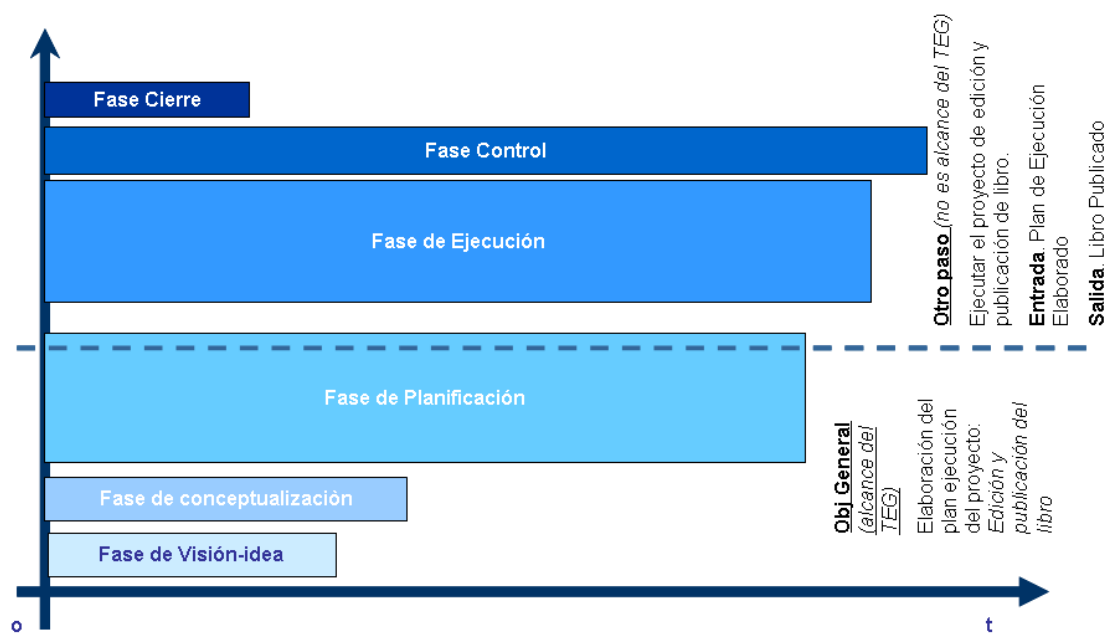 Fase Cierre
Fase Control
Fase de Ejecución
Fase de Planificación
Fase de conceptualización
Fase de Visión-idea
o
t
Otro paso (no es alcance del TEG)
Ejecutar el proyecto de edición y
publicación de libro.
Entrada. Plan de Ejecución
Elaborado
Salida. Libro Publicado
Obj General
(alcance del
TEG)
Elaboración del
plan ejecución
del proyecto:
Edición y
publicación del
libro